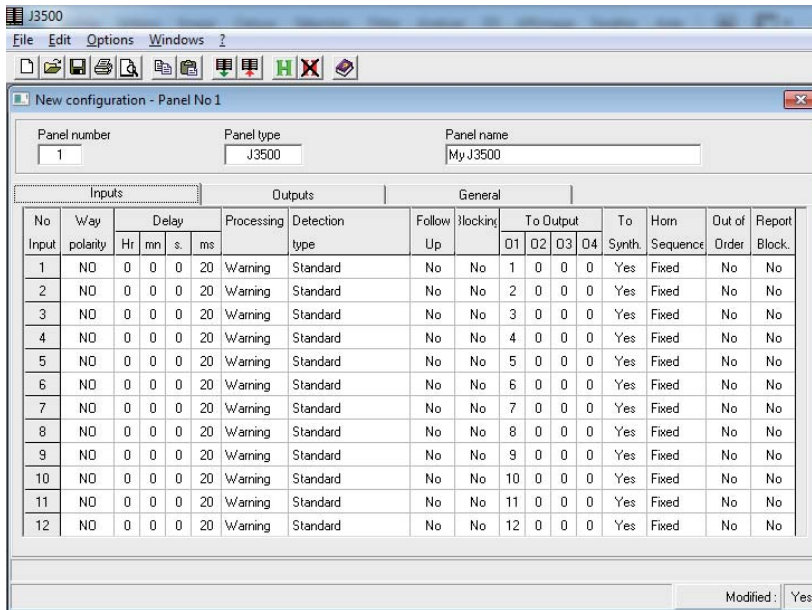 J3500
File Edit Options Windows ?
New configuration - Panel No 1
Panel number Panel type Panel name
1 J3500 My J3500
Inputs Outputs General
No Way Delay Processing Detection Follow Blocking To Output To Horn Out of Report
Input polarity Hr mn s. ms type Up O1 O2 O3 O4 Synth. Sequence Order Block.
1 NO 0 0 0 20 Warning Standard No No 1 0 0 0 Yes Fixed No No
2 NO 0 0 0 20 Warning Standard No No 2 0 0 0 Yes Fixed No No
3 NO 0 0 0 20 Warning Standard No No 3 0 0 0 Yes Fixed No No
4 NO 0 0 0 20 Warning Standard No No 4 0 0 0 Yes Fixed No No
5 NO 0 0 0 20 Warning Standard No No 5 0 0 0 Yes Fixed No No
6 NO 0 0 0 20 Warning Standard No No 6 0 0 0 Yes Fixed No No
7 NO 0 0 0 20 Warning Standard No No 7 0 0 0 Yes Fixed No No
8 NO 0 0 0 20 Warning Standard No No 8 0 0 0 Yes Fixed No No
9 NO 0 0 0 20 Warning Standard No No 9 0 0 0 Yes Fixed No No
10 NO 0 0 0 20 Warning Standard No No 10 0 0 0 Yes Fixed No No
11 NO 0 0 0 20 Warning Standard No No 11 0 0 0 Yes Fixed No No
12 NO 0 0 0 20 Warning Standard No No 12 0 0 0 Yes Fixed No No
Modified : Yes